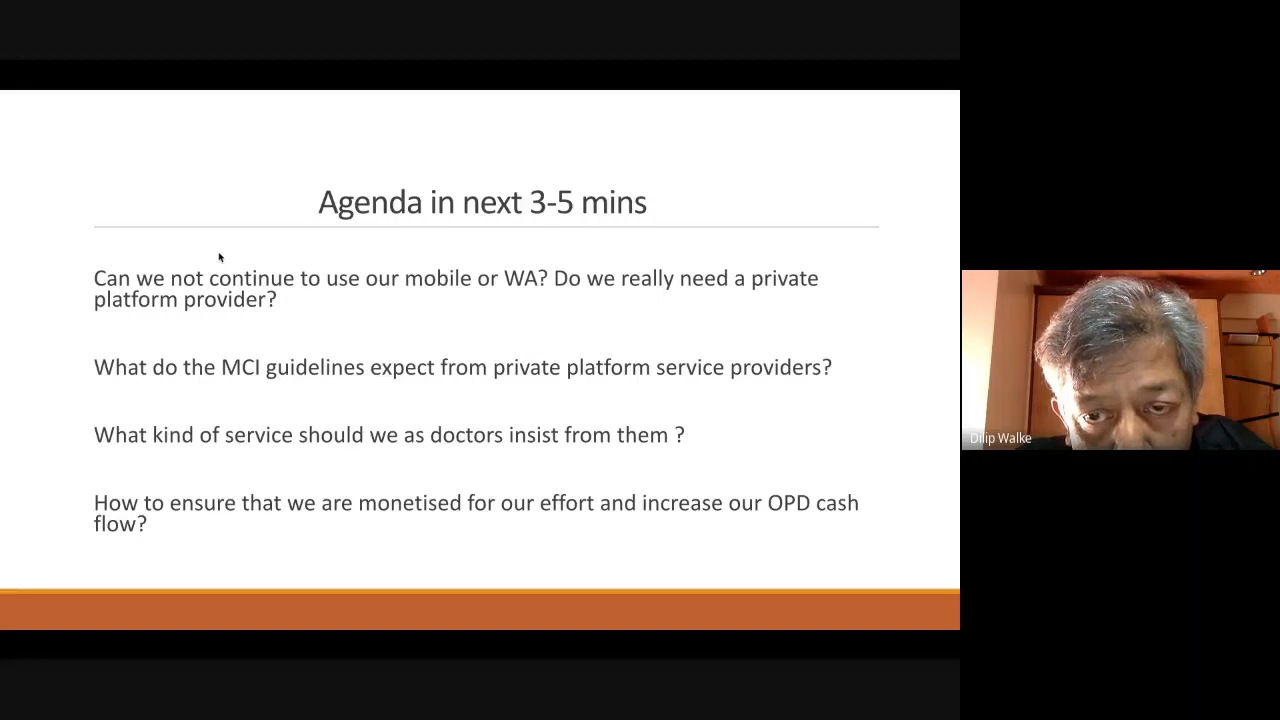 Agenda in next 3-5 mins
Can we not continue to use our mobile or WA? Do we really need a private
platform provider?
What do the MCI guidelines expect from private platform service providers?
What kind of service should we as doctors insist from them ?
How to ensure that we are monetised for our effort and increase our OPD cash
flow?
Dilip Walke